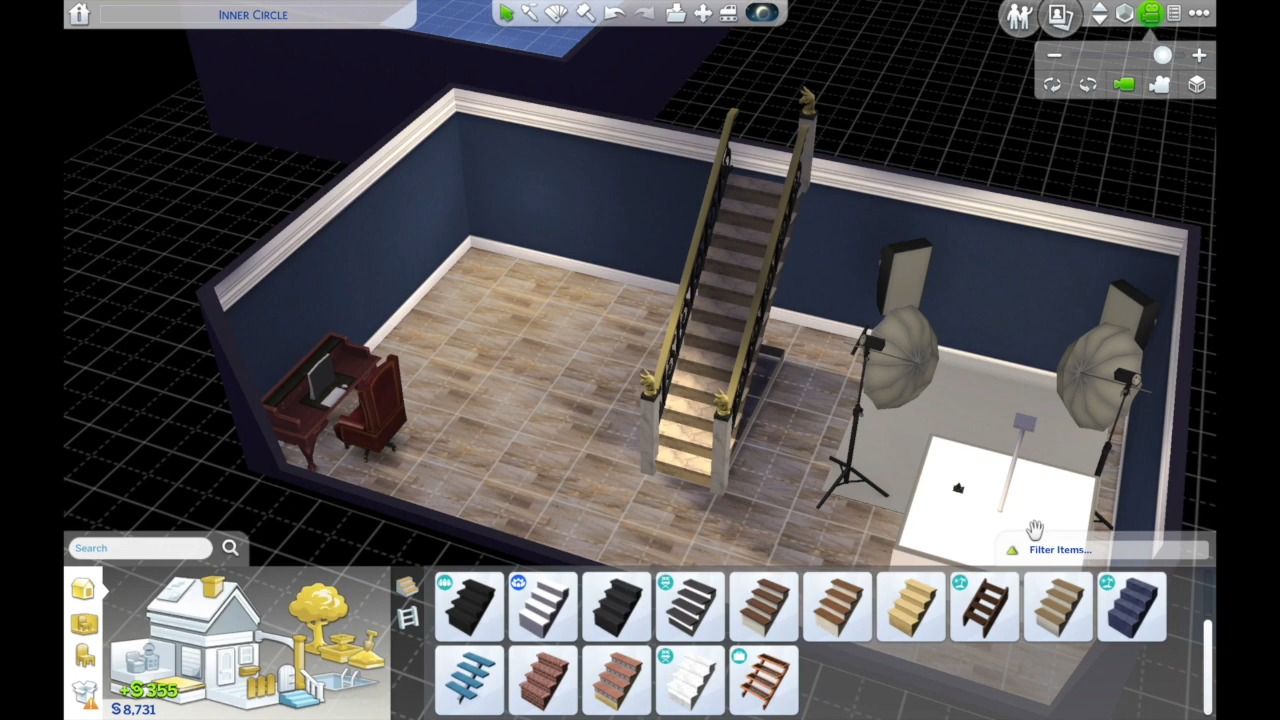 INNER CIRCLE
Search
Filter Items...
+§355
§8,731